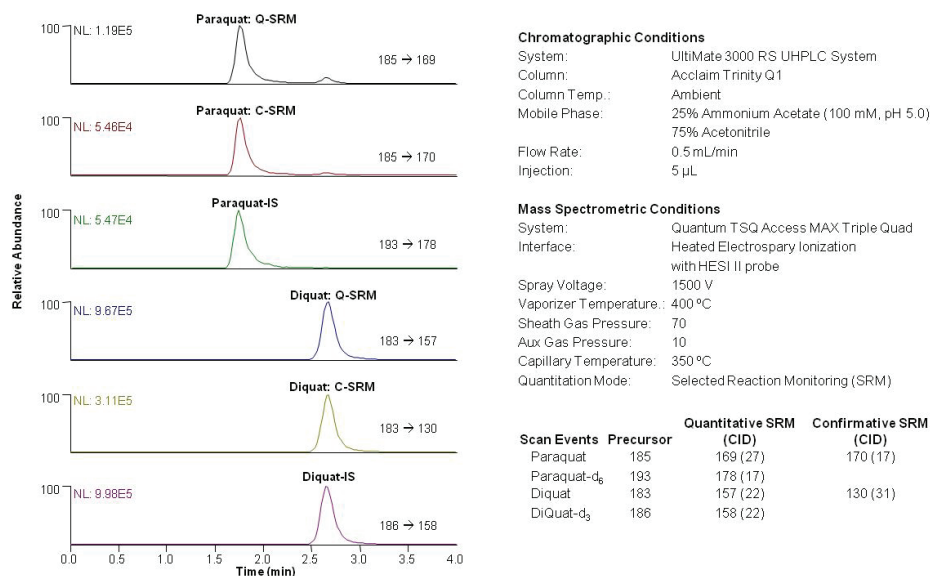 Relative Abundance
Paraquat: Q-SRM
100
NL: 1.19E5
185 → 169
Paraquat: C-SRM
100
NL: 5.46E4
185 → 170
Paraquat-IS
100
NL: 5.47E4
193 → 178
Diquat: Q-SRM
100
NL: 9.67E5
183 → 157
Diquat: C-SRM
100
NL: 3.11E5
183 → 130
Diquat-IS
100
NL: 9.98E5
186 → 158
0.0 0.5 1.0 1.5 2.0 2.5 3.0 3.5 4.0
Time (min)
Chromatographic Conditions
System: UltiMate 3000 RS UHPLC System
Column: Acclaim Trinity Q1
Column Temp.: Ambient
Mobile Phase: 25% Ammonium Acetate (100 mM, pH 5.0)
75% Acetonitrile
Flow Rate: 0.5 mL/min
Injection: 5 µL
Mass Spectrometric Conditions
System: Quantum TSQ Access MAX Triple Quad
Interface: Heated Electrospary Ionization
with HESI II probe
Spray Voltage: 1500 V
Vaporizer Temperature.: 400 ºC
Sheath Gas Pressure: 70
Aux Gas Pressure: 10
Capillary Temperature: 350 ºC
Quantitation Mode: Selected Reaction Monitoring (SRM)
Quantitative SRM Confirmative SRM
Scan Events Precursor (CID) (CID)
Paraquat 185 169 (27) 170 (17)
Paraquat-d6 193 178 (17)
Diquat 183 157 (22) 130 (31)
DiQuat-d3 186 158 (22)